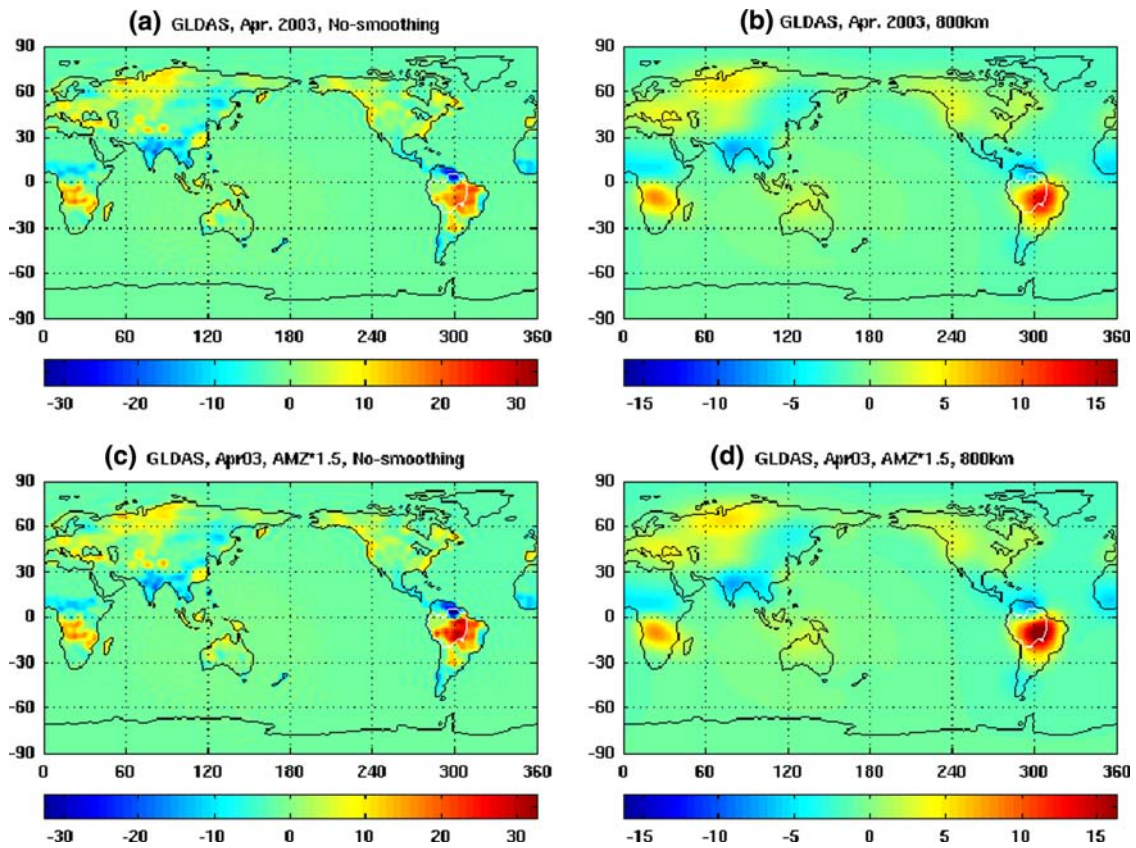 (a) GLDAS, Apr. 2003, No-smoothing
90
60
30
0
-30
-60
-90
0 60 120 180 240 300 360
-30 -20 -10 0 10 20 30
(b) GLDAS, Apr. 2003, 800km
90
60
30
0
-30
-60
-90
0 60 120 180 240 300 360
-15 -10 -5 0 5 10 15
(c) GLDAS, Apr03, AMZ*1.5, No-smoothing
90
60
30
0
-30
-60
-90
0 60 120 180 240 300 360
-30 -20 -10 0 10 20 30
(d) GLDAS, Apr03, AMZ*1.5, 800km
90
60
30
0
-30
-60
-90
0 60 120 180 240 300 360
-15 -10 -5 0 5 10 15